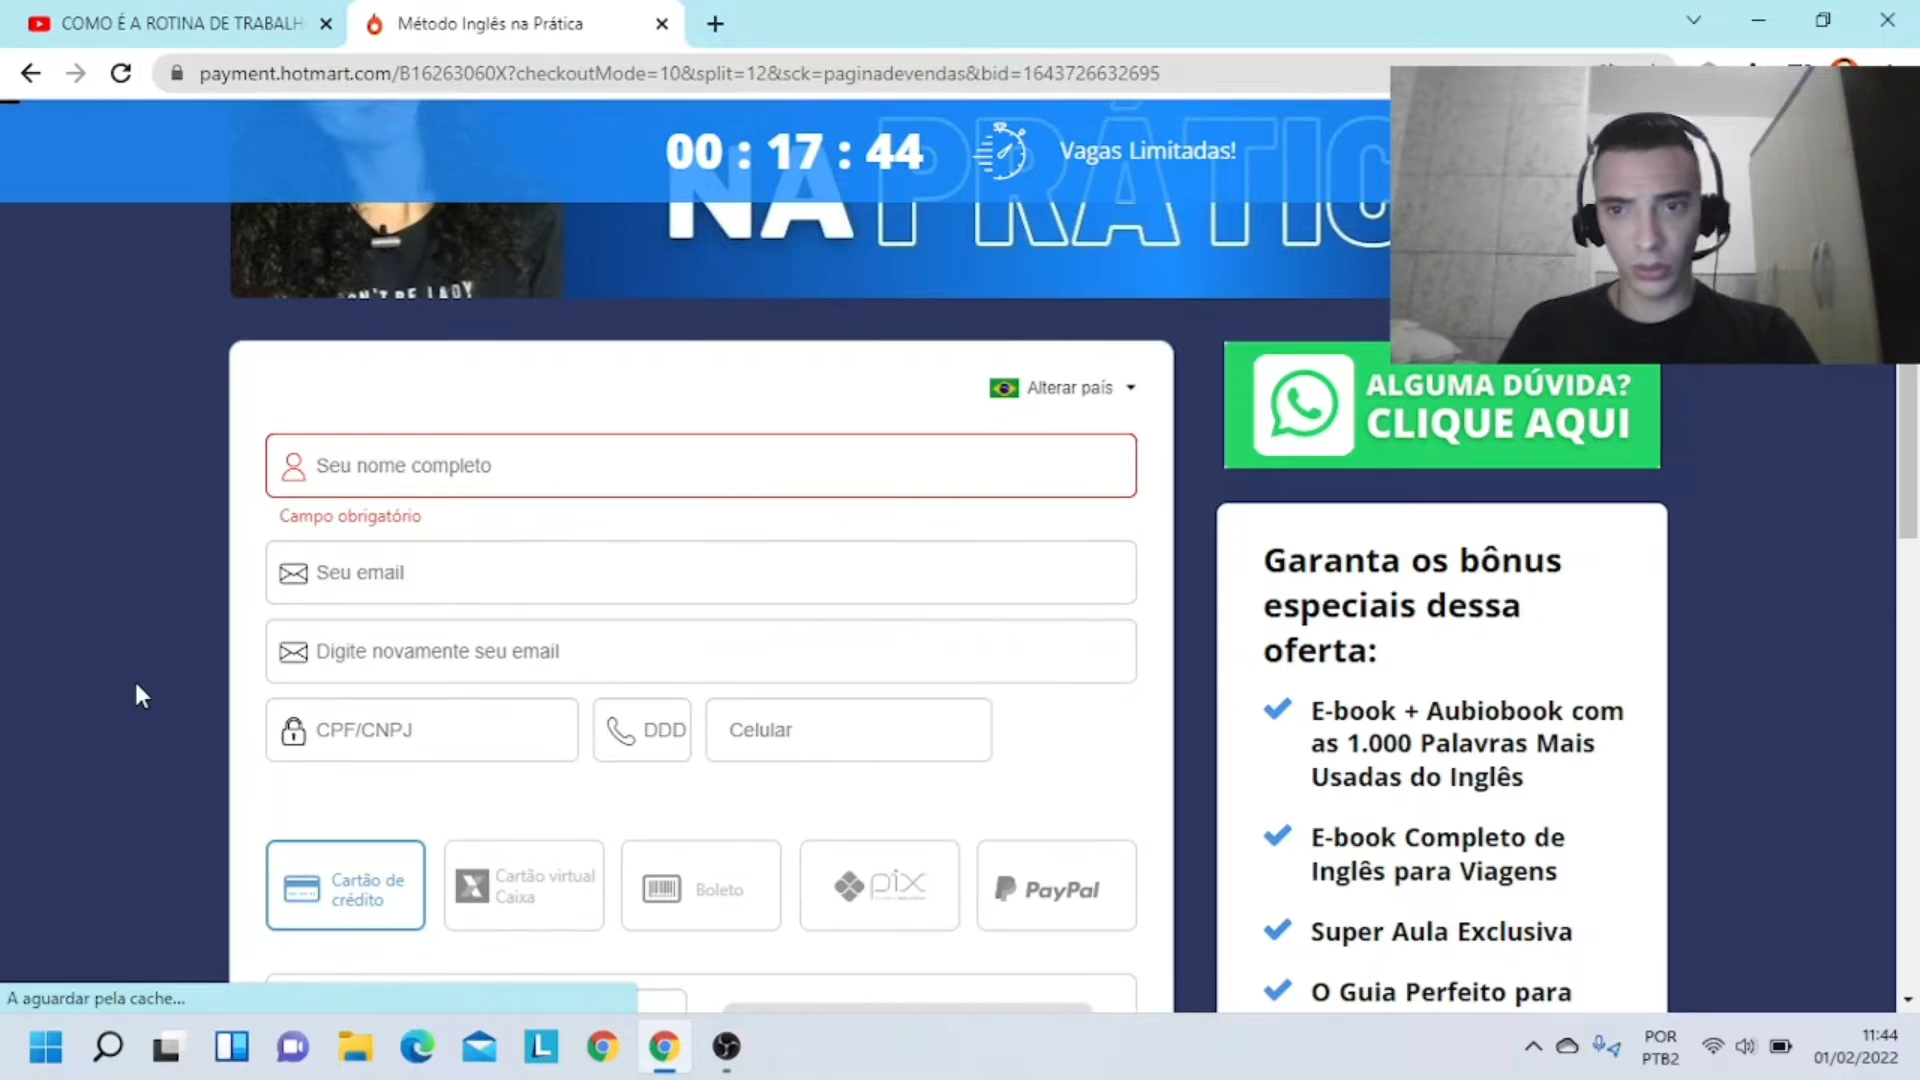 COMO É A ROTINA DE TRABALH
Método Inglês na Prática
payment.hotmart.com/B16263060X?checkoutMode=10&split=12&sck=paginadevendas&bid=1643726632695
00 : 17 : 44
Vagas Limitadas!
NA PRÁTIC
Alterar país
Seu nome completo
Campo obrigatório
Seu email
Digite novamente seu email
CPF/CNPJ
DDD
Celular
Cartão de
crédito
Cartão virtual
Caixa
Boleto
pix
PayPal
ALGUMA DÚVIDA?
CLIQUE AQUI
Garanta os bônus
especiais dessa
oferta:
E-book + Aubiobook com
as 1.000 Palavras Mais
Usadas do Inglês
E-book Completo de
Inglês para Viagens
Super Aula Exclusiva
O Guia Perfeito para
A aguardar pela cache...
L
POR
PTB2
11:44
01/02/2022